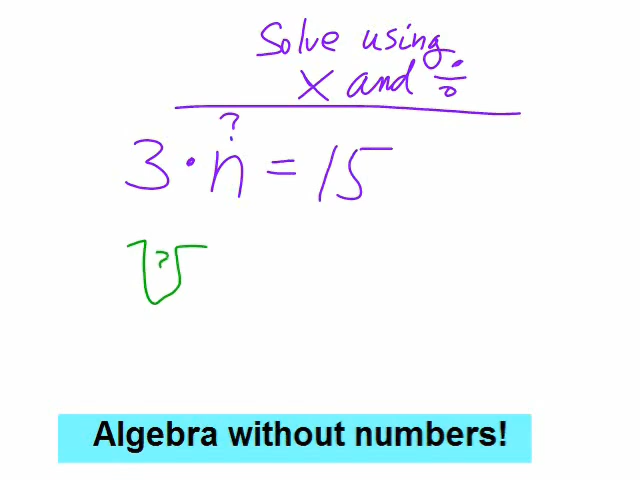 Solve using
× and ÷
?
3 · n = 15
?
Algebra without numbers!